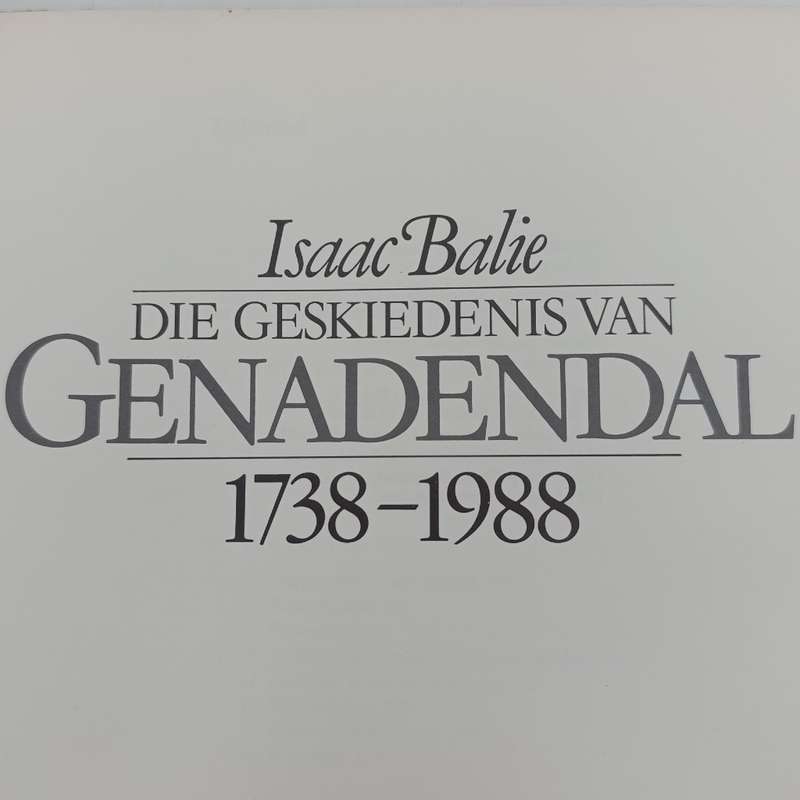 Isaac Balie
DIE GESKIEDENIS VAN
GENADENDAL
1738–1988